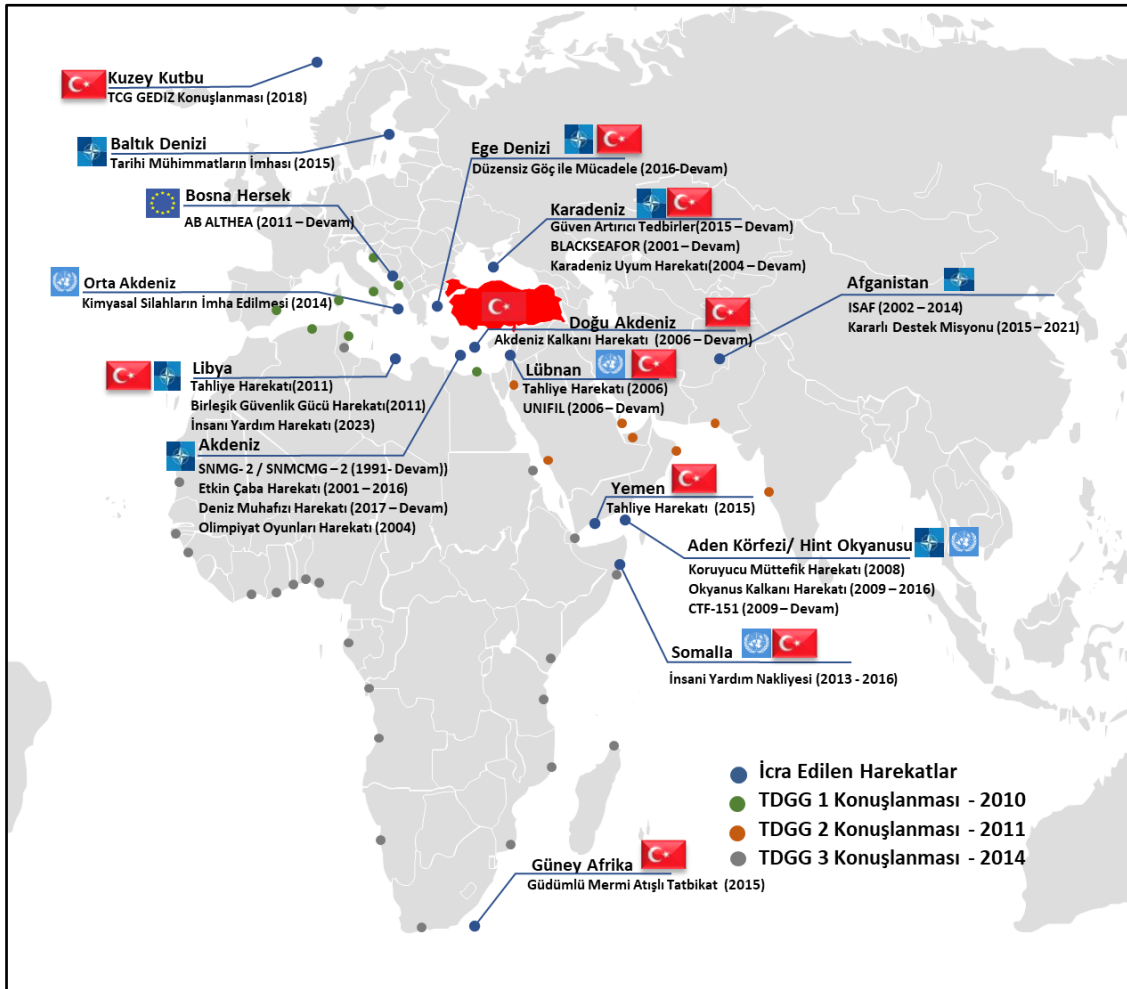 Kuzey Kutbu
TCG GEDIZ Konuşlanması (2018)
Baltık Denizi
Tarihi Mühimmatların İmhası (2015)
Bosna Hersek
AB ALTHEA (2011 – Devam)
Orta Akdeniz
Kimyasal Silahların İmha Edilmesi (2014)
Libya
Tahliye Harekatı(2011)
Birleşik Güvenlik Gücü Harekatı(2011)
İnsanı Yardım Harekatı (2023)
Akdeniz
SNMG- 2 / SNMCMG – 2 (1991- Devam))
Etkin Çaba Harekatı (2001 – 2016)
Deniz Muhafızı Harekatı (2017 – Devam)
Olimpiyat Oyunları Harekatı (2004)
Ege Denizi
Düzensiz Göç ile Mücadele (2016-Devam)
Karadeniz
Güven Artırıcı Tedbirler(2015 – Devam)
BLACKSEAFOR (2001 – Devam)
Karadeniz Uyum Harekatı(2004 – Devam)
Afganistan
ISAF (2002 – 2014)
Kararlı Destek Misyonu (2015 – 2021)
Doğu Akdeniz
Akdeniz Kalkanı Harekatı (2006 – Devam)
Lübnan
Tahliye Harekatı (2006)
UNIFIL (2006 – Devam)
Yemen
Tahliye Harekatı (2015)
Aden Körfezi/ Hint Okyanusu
Koruyucu Müttefik Harekatı (2008)
Okyanus Kalkanı Harekatı (2009 – 2016)
CTF-151 (2009 – Devam)
Somalla
İnsani Yardım Nakliyesi (2013 - 2016)
Güney Afrika
Güdümlü Mermi Atışlı Tatbikat (2015)
İcra Edilen Harekatlar
TDGG 1 Konuşlanması - 2010
TDGG 2 Konuşlanması - 2011
TDGG 3 Konuşlanması - 2014